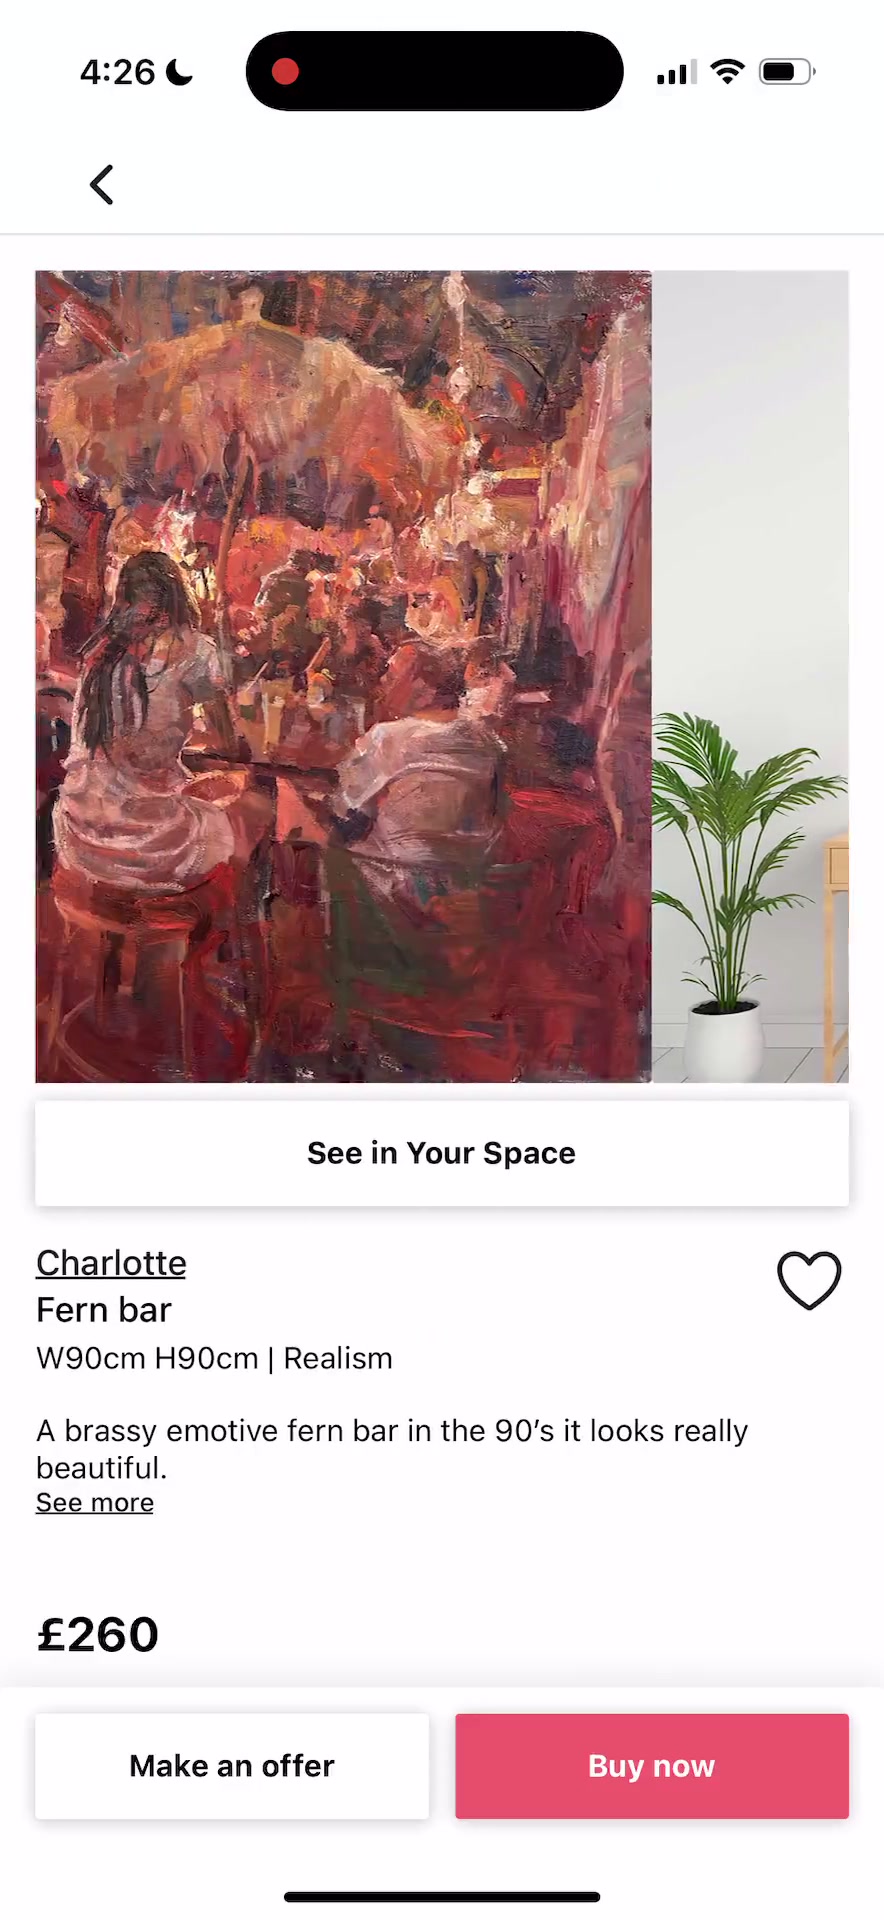 4:26
See in Your Space
Charlotte
Fern bar
W90cm H90cm | Realism
A brassy emotive fern bar in the 90’s it looks really
beautiful.
See more
£260
Make an offer
Buy now